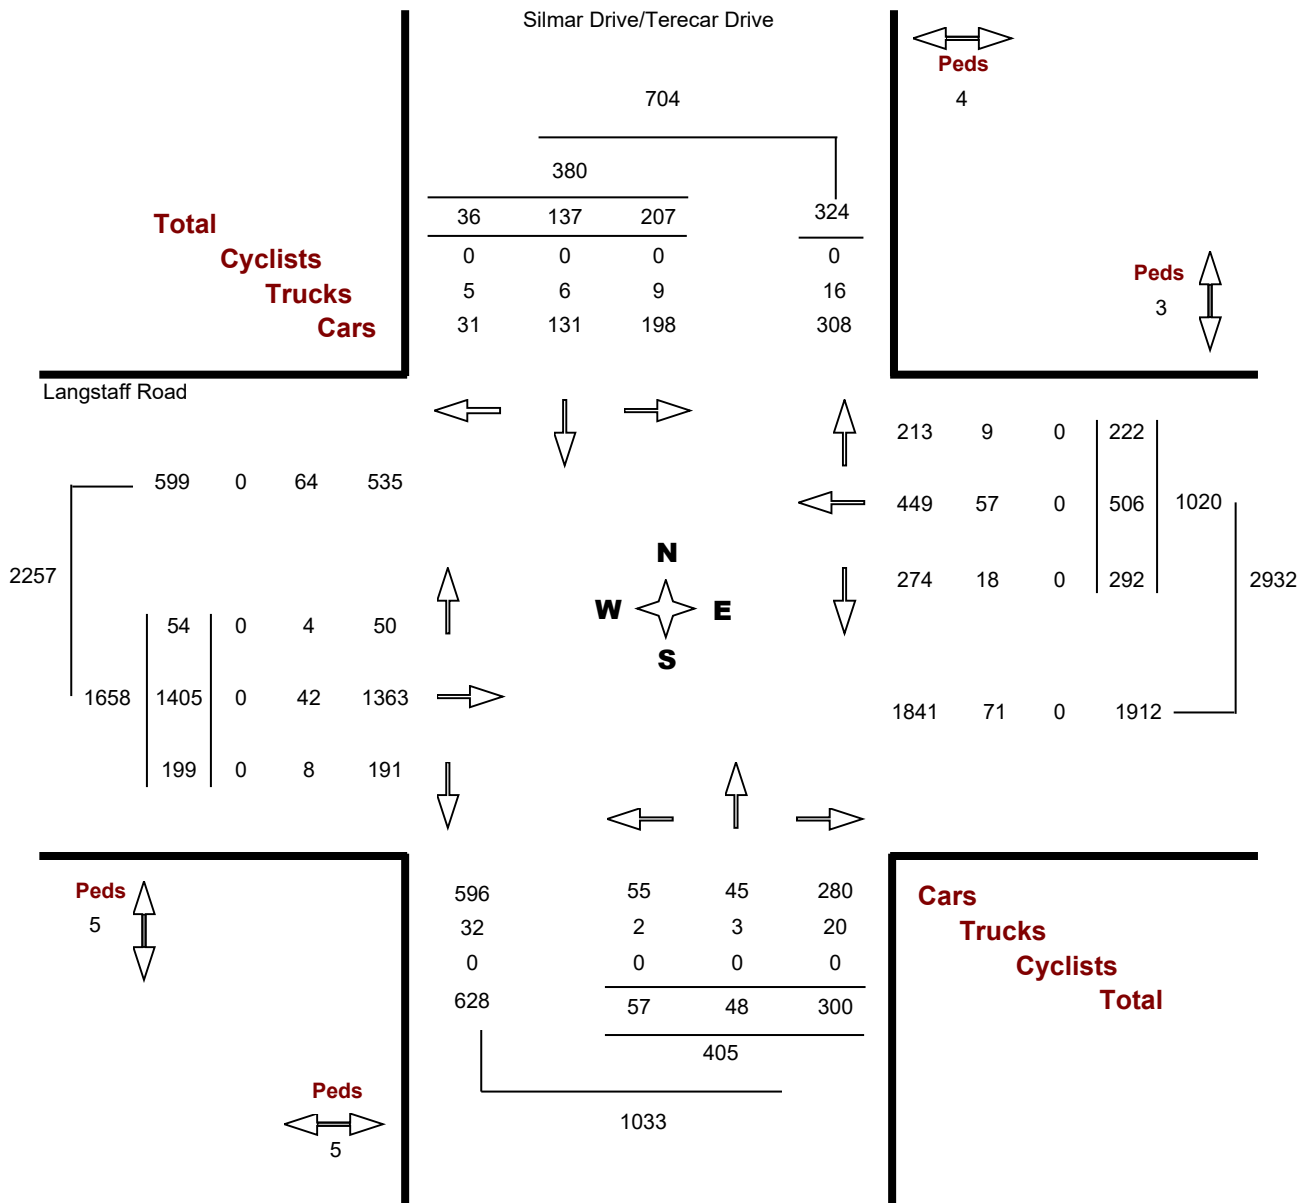 Silmar Drive/Terecar Drive
Peds
4
704
380
Total 36 137 207 324
Cyclists 0 0 0 0
Trucks 5 6 9 16
Cars 31 131 198 308
Peds
3
Langstaff Road
213 9 0 222
599 0 64 535
449 57 0 506 1020
N
2257
274 18 0 292 2932
W E
54 0 4 50
S
1658 1405 0 42 1363
1841 71 0 1912
199 0 8 191
Peds
5
596 55 45 280 Cars
32 2 3 20 Trucks
0 0 0 0 Cyclists
628 57 48 300 Total
405
Peds
5
1033